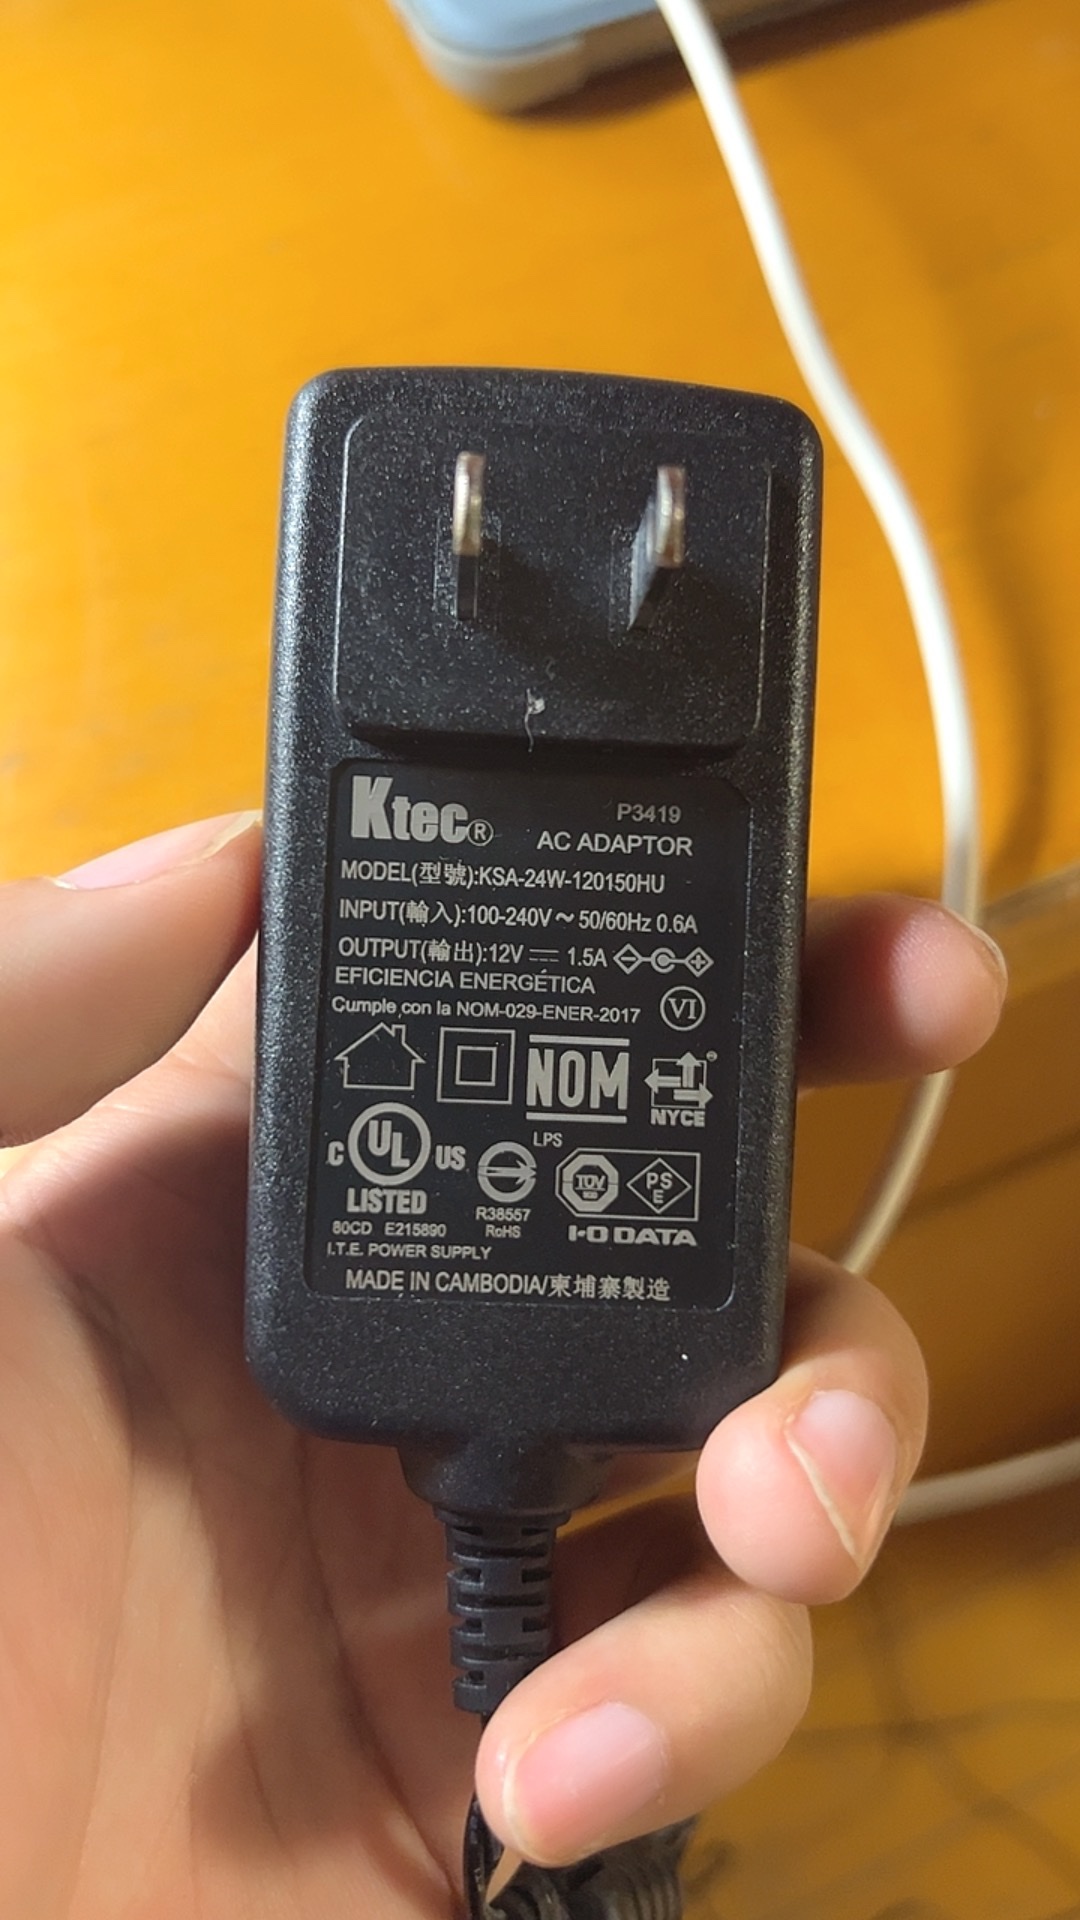 Ktec®
P3419
AC ADAPTOR
MODEL(型號):KSA-24W-120150HU
INPUT(輸入):100-240V～50/60Hz 0.6A
OUTPUT(輸出):12V⎓1.5A
EFICIENCIA ENERGÉTICA
Cumple con la NOM-029-ENER-2017
VI
NOM
NYCE
LPS
C UL US
LISTED
TÜV
PS
E
R38557
RoHS
I-O DATA
80CD E215890
I.T.E. POWER SUPPLY
MADE IN CAMBODIA/柬埔寨製造